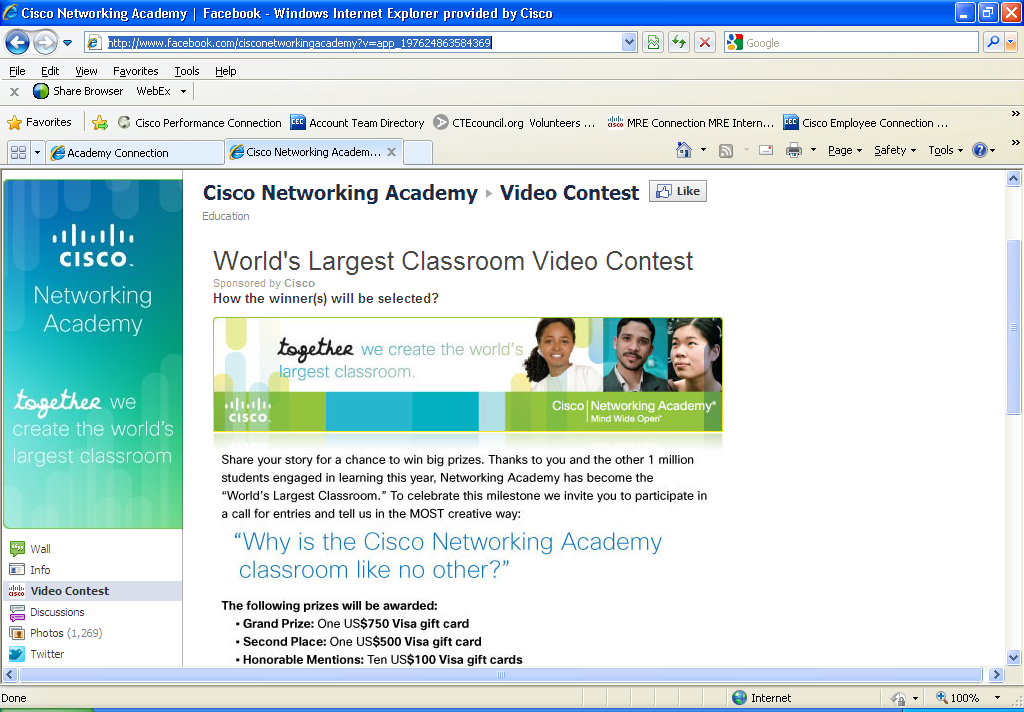 Cisco Networking Academy | Facebook - Windows Internet Explorer provided by Cisco
http://www.facebook.com/cisconetworkingacademy?v=app_197624863584369
Google
File Edit View Favorites Tools Help
x Share Browser WebEx
Favorites Cisco Performance Connection CEC Account Team Directory CTEcouncil.org Volunteers ... MRE Connection MRE Intern... CEC Cisco Employee Connection ... »
Academy Connection Cisco Networking Academ... x Page Safety Tools »
Cisco Networking Academy ▸ Video Contest Like
Education
CISCO™
Networking
Academy
together we
create the world's
largest classroom
World's Largest Classroom Video Contest
Sponsored by Cisco
How the winner(s) will be selected?
together we create the world's
largest classroom.
CISCO
Cisco | Networking Academy®
Mind Wide Open™
Share your story for a chance to win big prizes. Thanks to you and the other 1 million
students engaged in learning this year, Networking Academy has become the
“World's Largest Classroom.” To celebrate this milestone we invite you to participate in
a call for entries and tell us in the MOST creative way:
“Why is the Cisco Networking Academy
classroom like no other?”
The following prizes will be awarded:
• Grand Prize: One US$750 Visa gift card
• Second Place: One US$500 Visa gift card
• Honorable Mentions: Ten US$100 Visa gift cards
Wall
Info
Video Contest
Discussions
Photos (1,269)
Twitter
Done Internet 100%